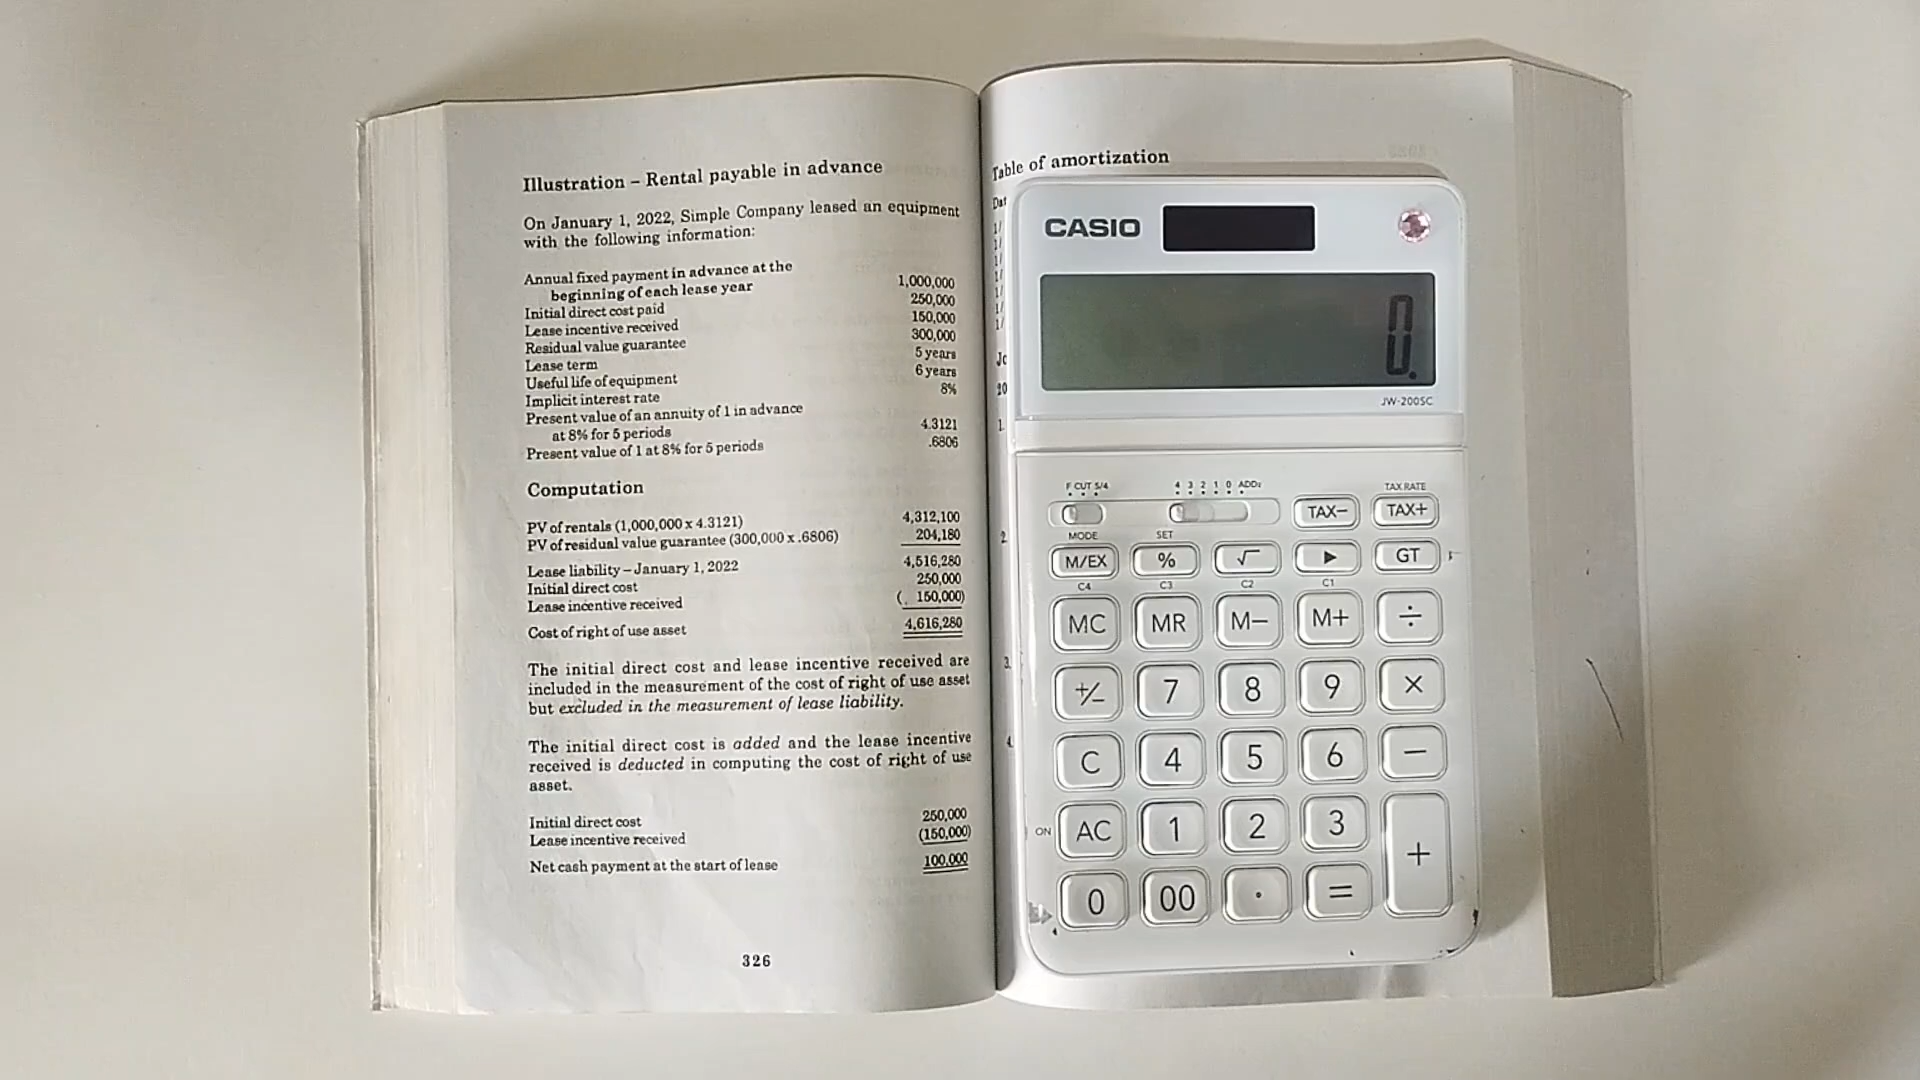 Illustration – Rental payable in advance
On January 1, 2022, Simple Company leased an equipment
with the following information:
Annual fixed payment in advance at the
beginning of each lease year 1,000,000
Initial direct cost paid 250,000
Lease incentive received 150,000
Residual value guarantee 300,000
Lease term 5 years
Useful life of equipment 6 years
Implicit interest rate 8%
Present value of an annuity of 1 in advance
at 8% for 5 periods 4.3121
Present value of 1 at 8% for 5 periods .6806
Computation
PV of rentals (1,000,000 x 4.3121) 4,312,100
PV of residual value guarantee (300,000 x .6806) 204,180
Lease liability – January 1, 2022 4,516,280
Initial direct cost 250,000
Lease incentive received ( 150,000)
Cost of right of use asset 4,616,280
The initial direct cost and lease incentive received are
included in the measurement of the cost of right of use asset
but excluded in the measurement of lease liability.
The initial direct cost is added and the lease incentive
received is deducted in computing the cost of right of use
asset.
Initial direct cost 250,000
Lease incentive received (150,000)
Net cash payment at the start of lease 100,000
326
Table of amortization
1.
2
3.
4.
CASIO
0.
JW-200SC
F CUT 5/4
4 3 2 1 0 ADD2
TAX RATE
TAX− TAX+
MODE SET
M/EX % √ ▶ GT
C4 C3 C2 C1
MC MR M− M+ ÷
+/− 7 8 9 ×
C 4 5 6 −
ON AC 1 2 3 +
0 00 · =